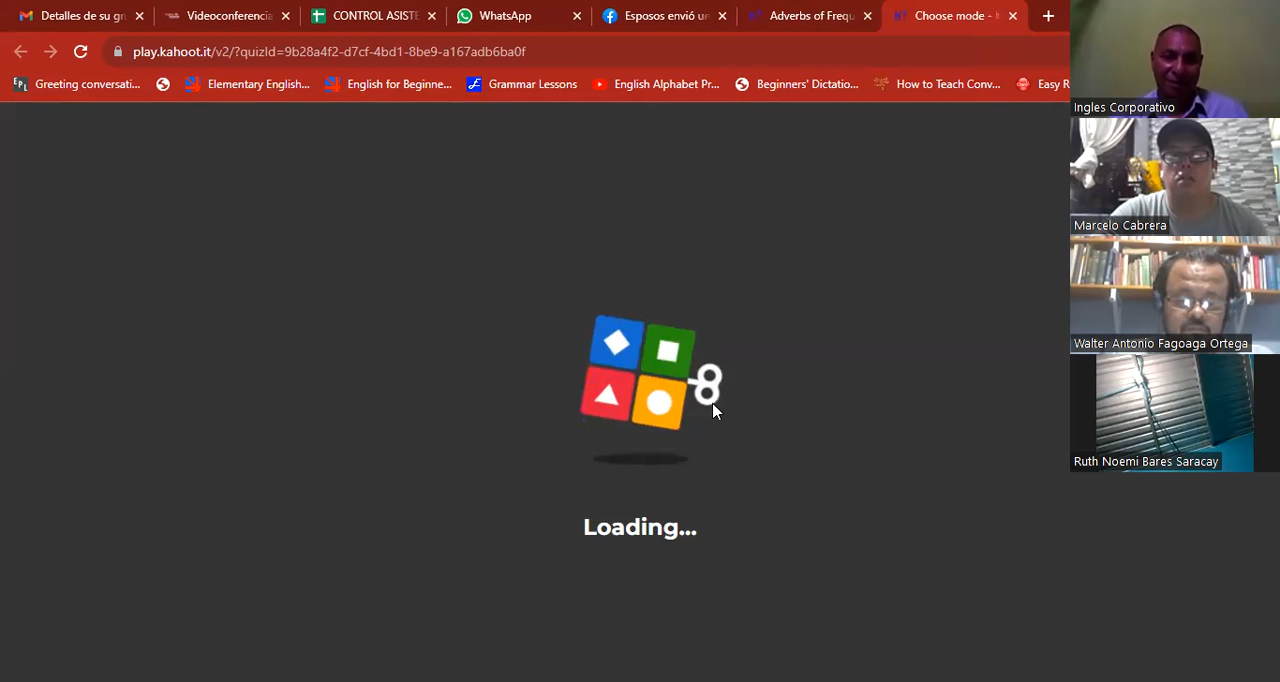 Detalles de su gr
Videoconferencia
CONTROL ASISTE
WhatsApp
Esposos envió un
Adverbs of Frequ
Choose mode -
play.kahoot.it/v2/?quizId=9b28a4f2-d7cf-4bd1-8be9-a167adb6ba0f
EPL
Greeting conversati...
Elementary English...
English for Beginne...
Grammar Lessons
English Alphabet Pr...
Beginners' Dictatio...
How to Teach Conv...
Easy R
Loading...
Ingles Corporativo
Marcelo Cabrera
Walter Antonio Fagoaga Ortega
Ruth Noemi Bares Saracay